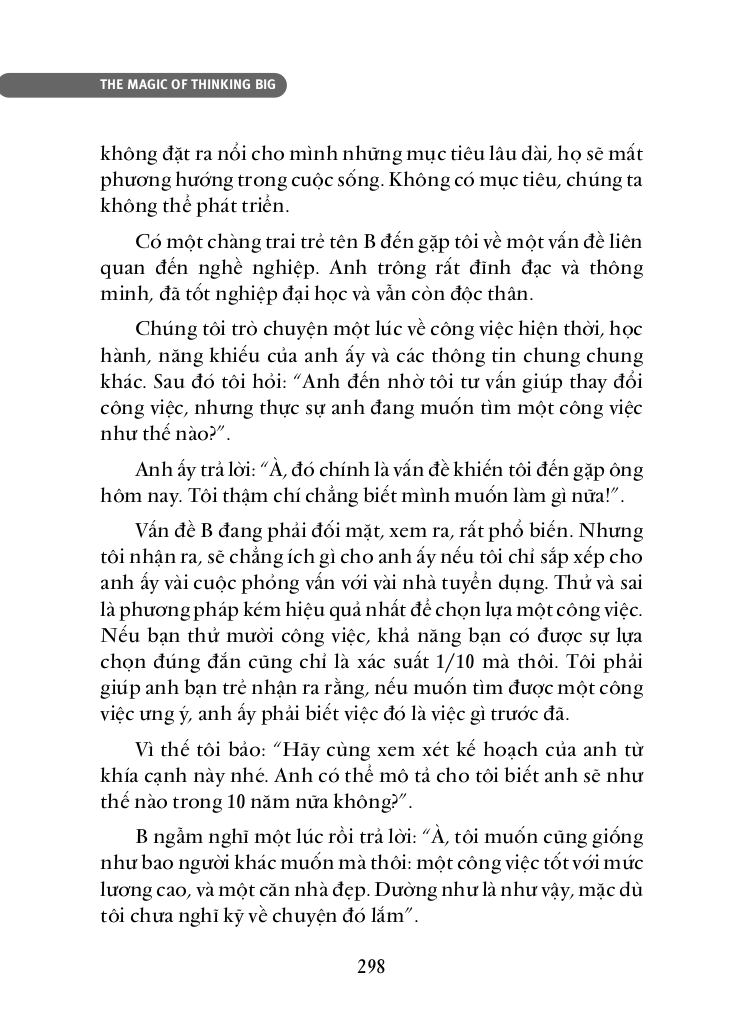 THE MAGIC OF THINKING BIG
không đặt ra nổi cho mình những mục tiêu lâu dài, họ sẽ mất
phương hướng trong cuộc sống. Không có mục tiêu, chúng ta
không thể phát triển.
Có một chàng trai trẻ tên B đến gặp tôi về một vấn đề liên
quan đến nghề nghiệp. Anh trông rất đĩnh đạc và thông
minh, đã tốt nghiệp đại học và vẫn còn độc thân.
Chúng tôi trò chuyện một lúc về công việc hiện thời, học
hành, năng khiếu của anh ấy và các thông tin chung chung
khác. Sau đó tôi hỏi: “Anh đến nhờ tôi tư vấn giúp thay đổi
công việc, nhưng thực sự anh đang muốn tìm một công việc
như thế nào?”.
Anh ấy trả lời: “À, đó chính là vấn đề khiến tôi đến gặp ông
hôm nay. Tôi thậm chí chẳng biết mình muốn làm gì nữa!”.
Vấn đề B đang phải đối mặt, xem ra, rất phổ biến. Nhưng
tôi nhận ra, sẽ chẳng ích gì cho anh ấy nếu tôi chỉ sắp xếp cho
anh ấy vài cuộc phỏng vấn với vài nhà tuyển dụng. Thử và sai
là phương pháp kém hiệu quả nhất để chọn lựa một công việc.
Nếu bạn thử mười công việc, khả năng bạn có được sự lựa
chọn đúng đắn cũng chỉ là xác suất 1/10 mà thôi. Tôi phải
giúp anh bạn trẻ nhận ra rằng, nếu muốn tìm được một công
việc ưng ý, anh ấy phải biết việc đó là việc gì trước đã.
Vì thế tôi bảo: “Hãy cùng xem xét kế hoạch của anh từ
khía cạnh này nhé. Anh có thể mô tả cho tôi biết anh sẽ như
thế nào trong 10 năm nữa không?”.
B ngẫm nghĩ một lúc rồi trả lời: “À, tôi muốn cũng giống
như bao người khác muốn mà thôi: một công việc tốt với mức
lương cao, và một căn nhà đẹp. Dường như là như vậy, mặc dù
tôi chưa nghĩ kỹ về chuyện đó lắm”.
298